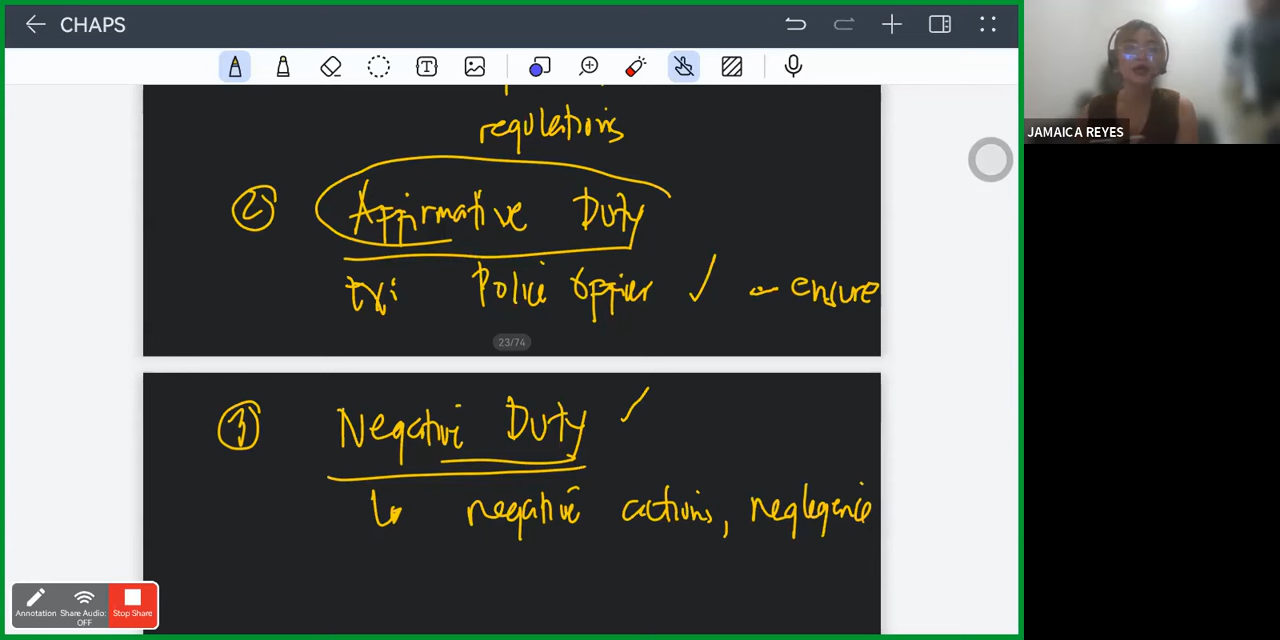 CHAPS
JAMAICA REYES
regulations
② Affirmative Duty
Ex: Police Officer ✓ – ensure
23/74
③ Negative Duty ✓
↳ negative actions, neglegence
Annotation Share Audio: OFF Stop Share